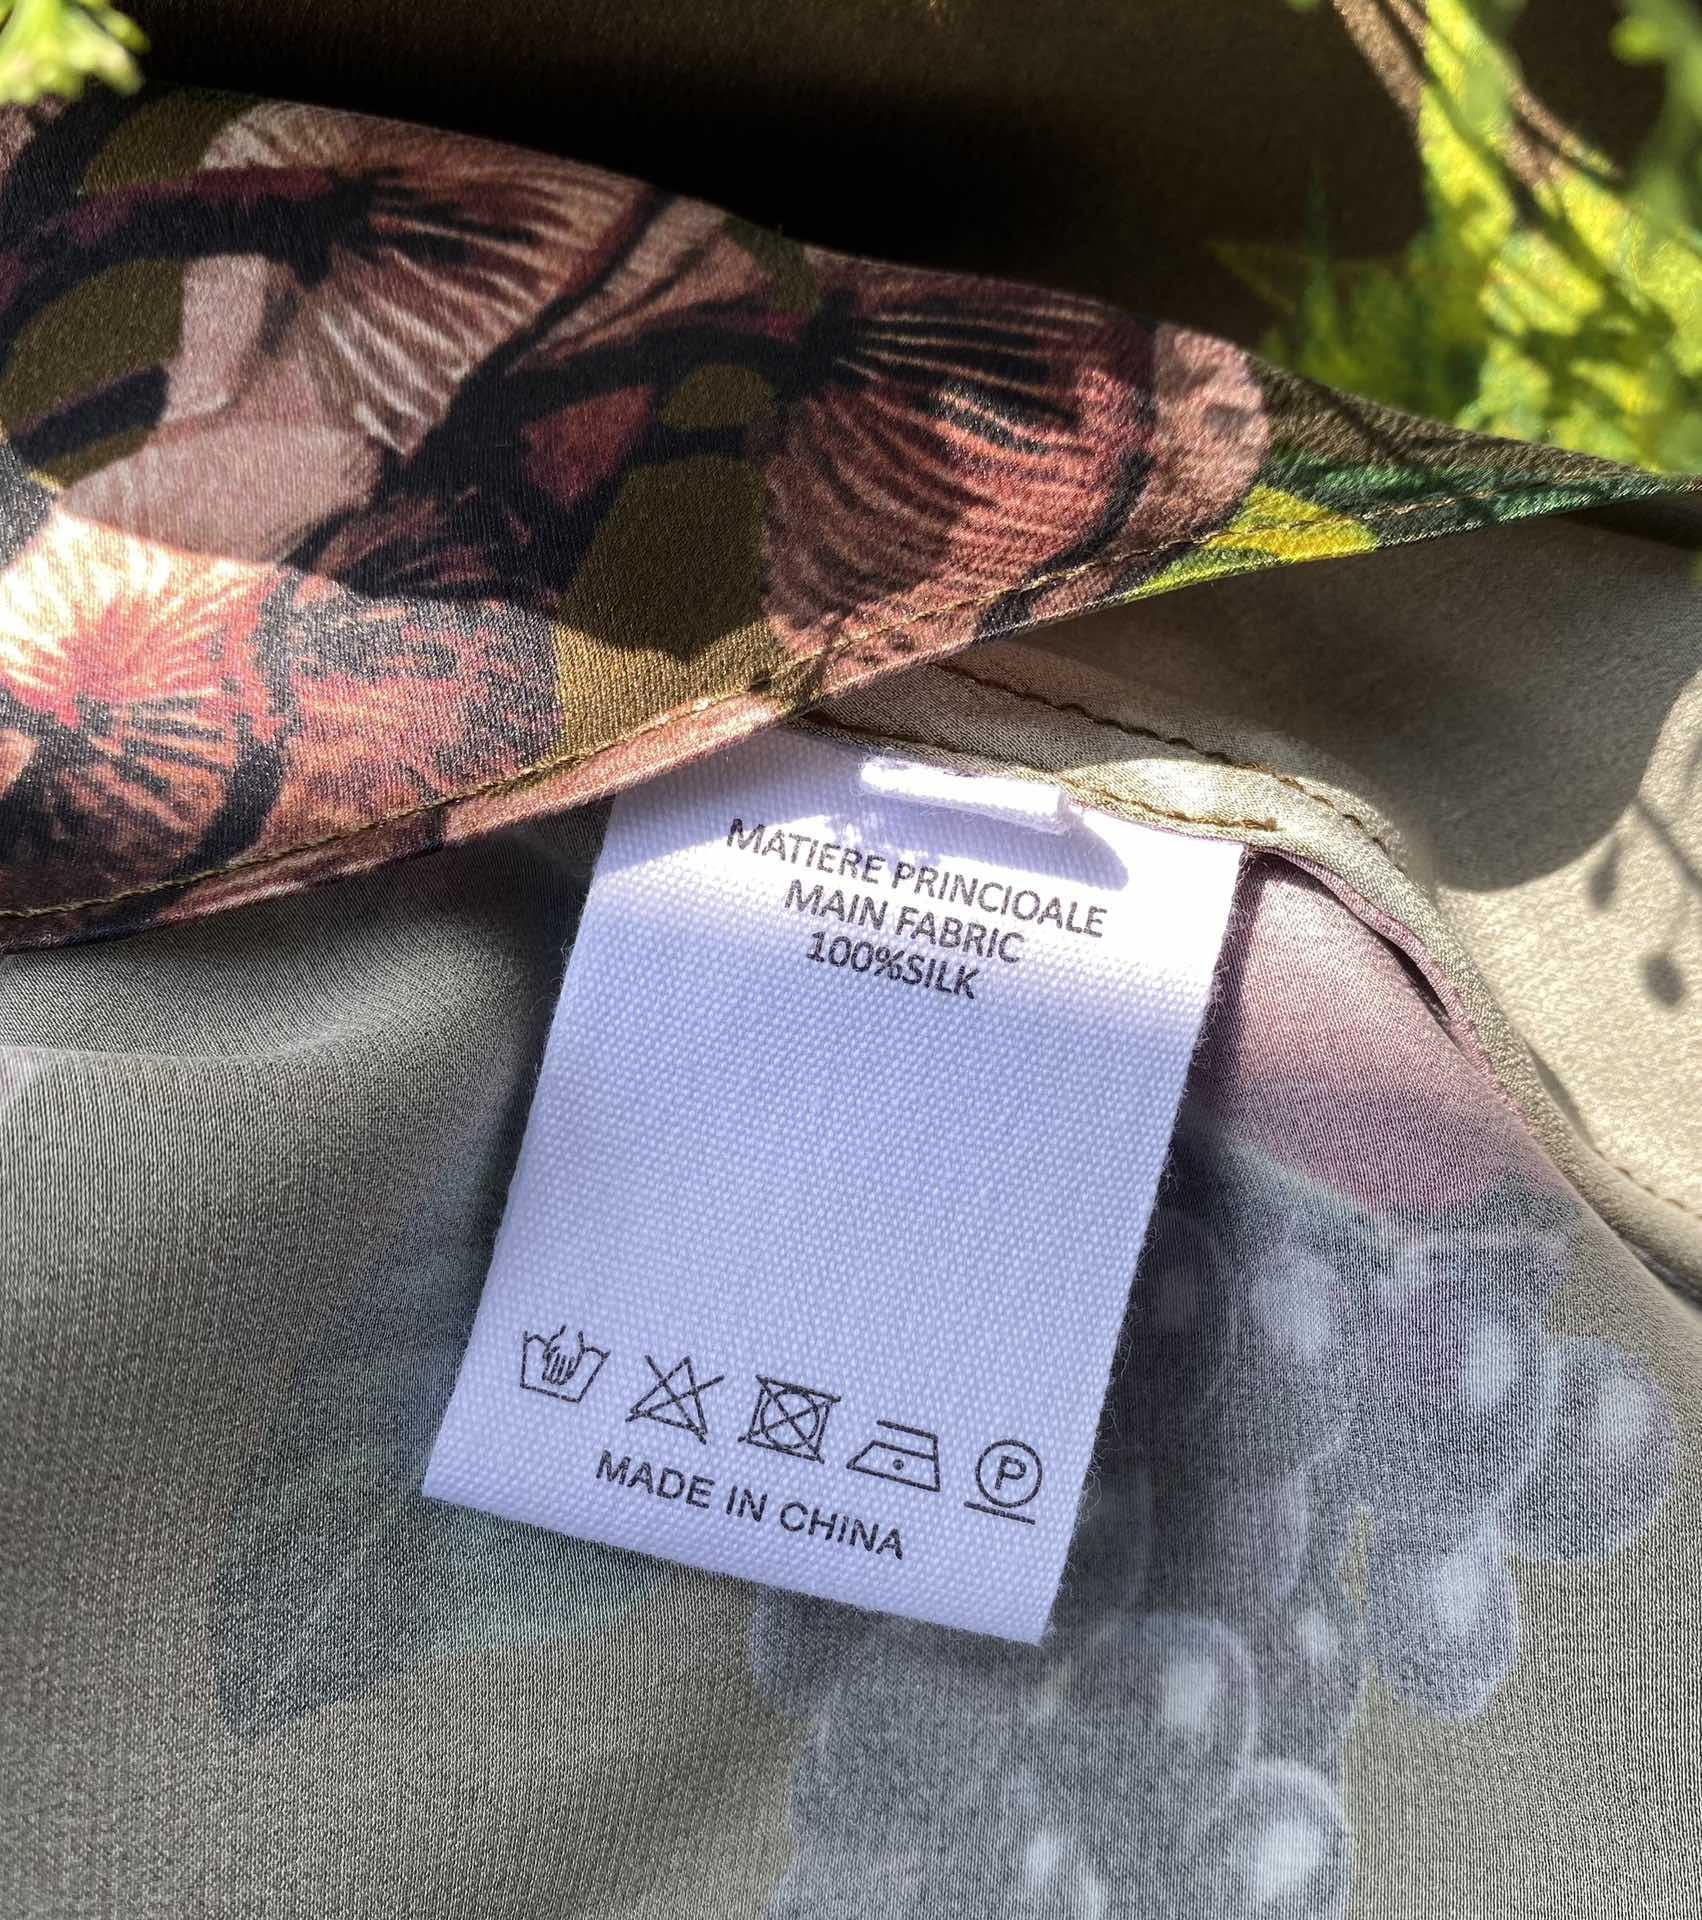 MATIERE PRINCIOALE
MAIN FABRIC
100%SILK
P
MADE IN CHINA